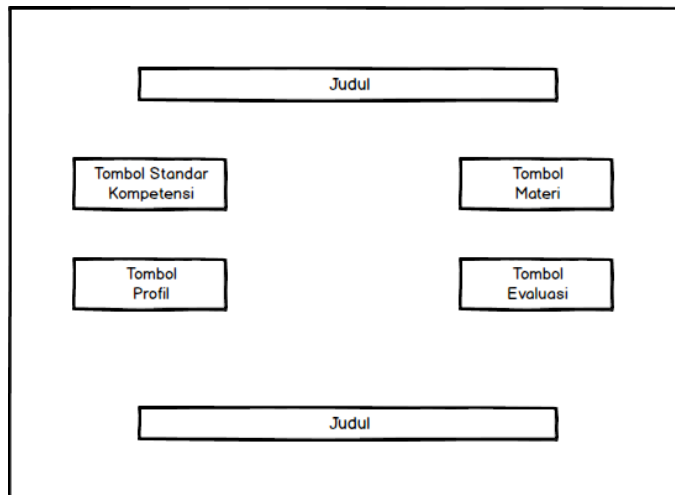 Judul
Tombol Standar
Kompetensi
Tombol
Materi
Tombol
Profil
Tombol
Evaluasi
Judul